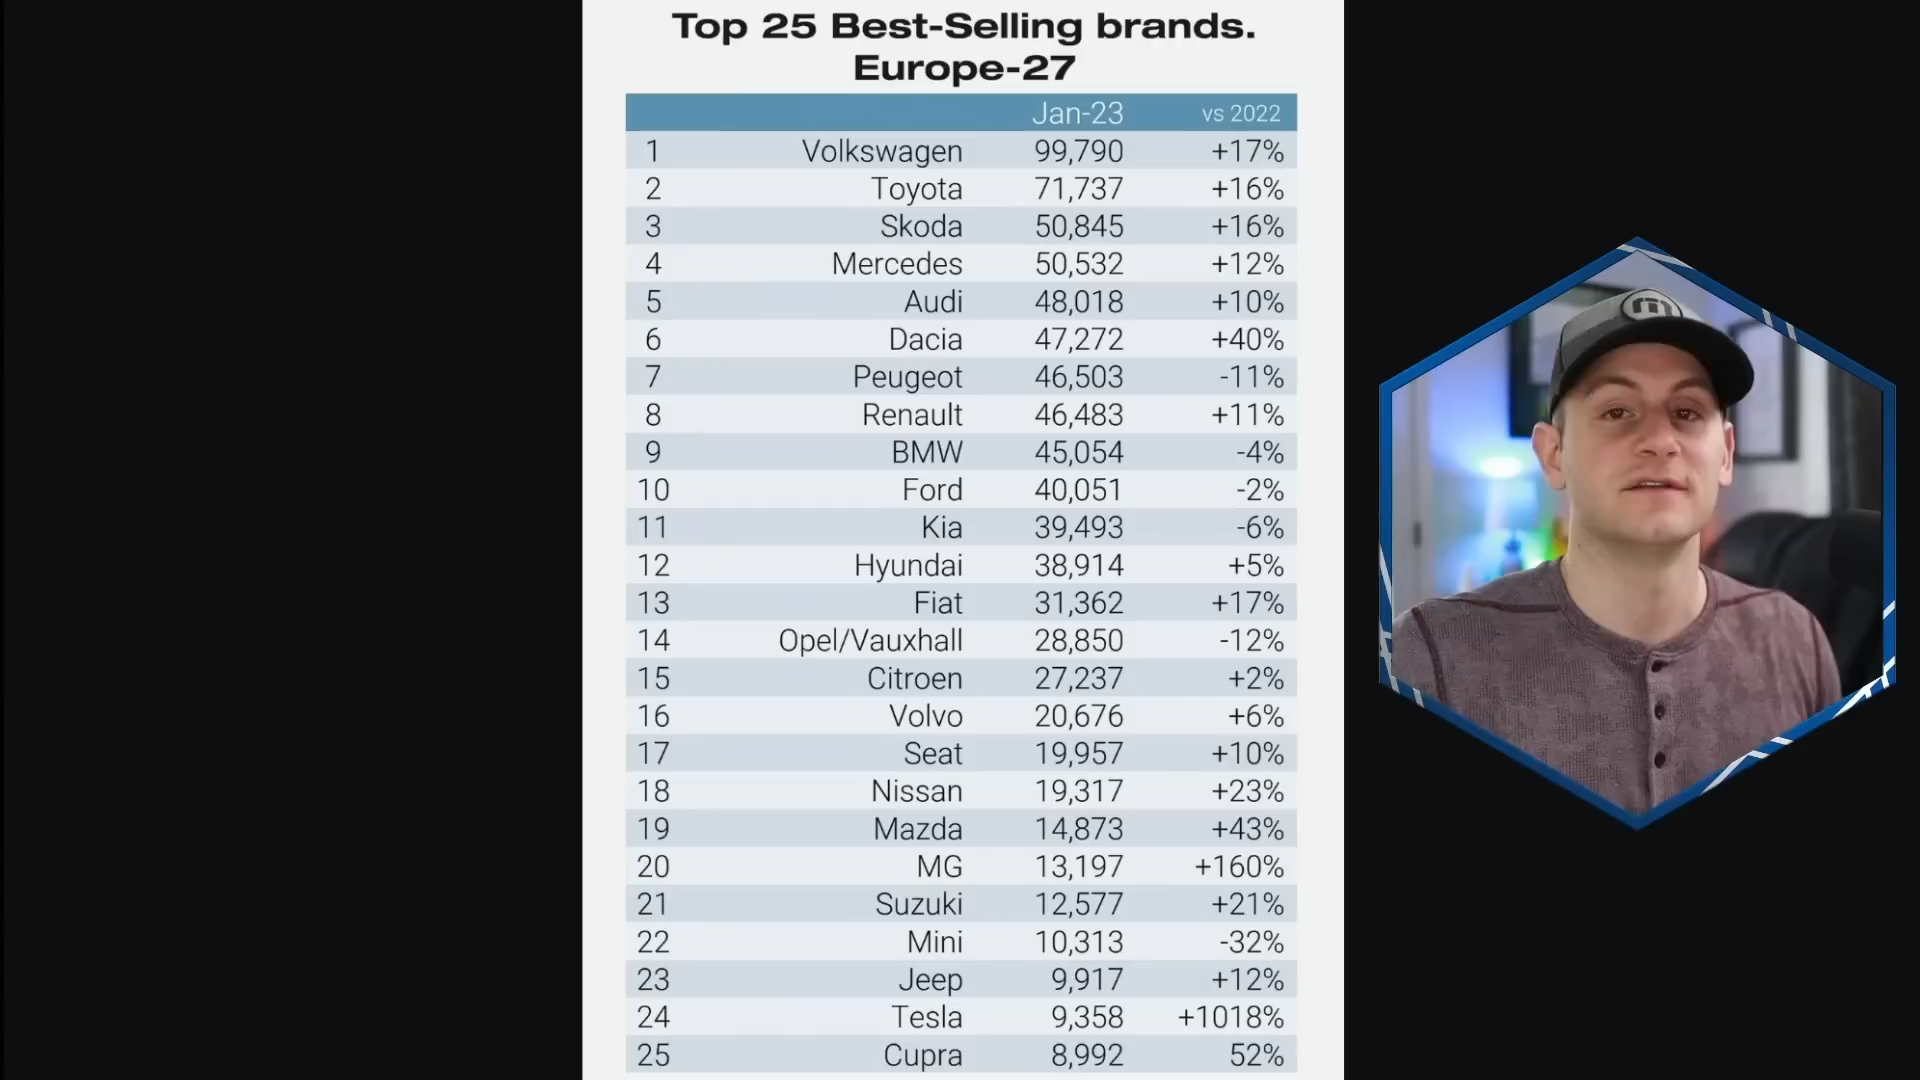 Top 25 Best-Selling brands.
Europe-27
Jan-23 vs 2022
1 Volkswagen 99,790 +17%
2 Toyota 71,737 +16%
3 Skoda 50,845 +16%
4 Mercedes 50,532 +12%
5 Audi 48,018 +10%
6 Dacia 47,272 +40%
7 Peugeot 46,503 -11%
8 Renault 46,483 +11%
9 BMW 45,054 -4%
10 Ford 40,051 -2%
11 Kia 39,493 -6%
12 Hyundai 38,914 +5%
13 Fiat 31,362 +17%
14 Opel/Vauxhall 28,850 -12%
15 Citroen 27,237 +2%
16 Volvo 20,676 +6%
17 Seat 19,957 +10%
18 Nissan 19,317 +23%
19 Mazda 14,873 +43%
20 MG 13,197 +160%
21 Suzuki 12,577 +21%
22 Mini 10,313 -32%
23 Jeep 9,917 +12%
24 Tesla 9,358 +1018%
25 Cupra 8,992 52%